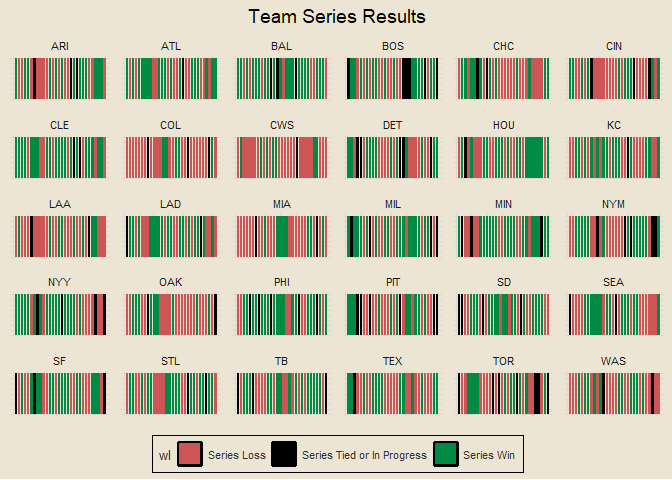 Team Series Results
ARI ATL BAL BOS CHC CIN
CLE COL CWS DET HOU KC
LAA LAD MIA MIL MIN NYM
NYY OAK PHI PIT SD SEA
SF STL TB TEX TOR WAS
wl Series Loss Series Tied or In Progress Series Win